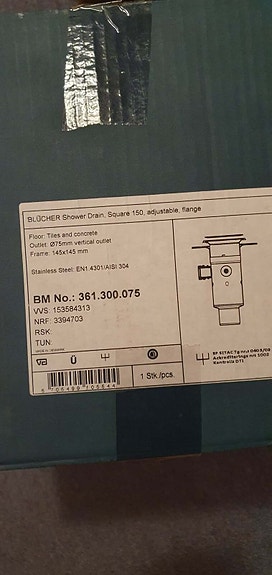 BLÜCHER Shower Drain, Square 150, adjustable, flange
Floor: Tiles and concrete
Outlet: Ø75mm vertical outlet
Frame: 145x145 mm
Stainless Steel: EN1.4301/AISI 304
BM No.: 361.300.075
VVS: 153584313
NRF: 3394703
RSK:
TUN:
1 Stk./pcs.